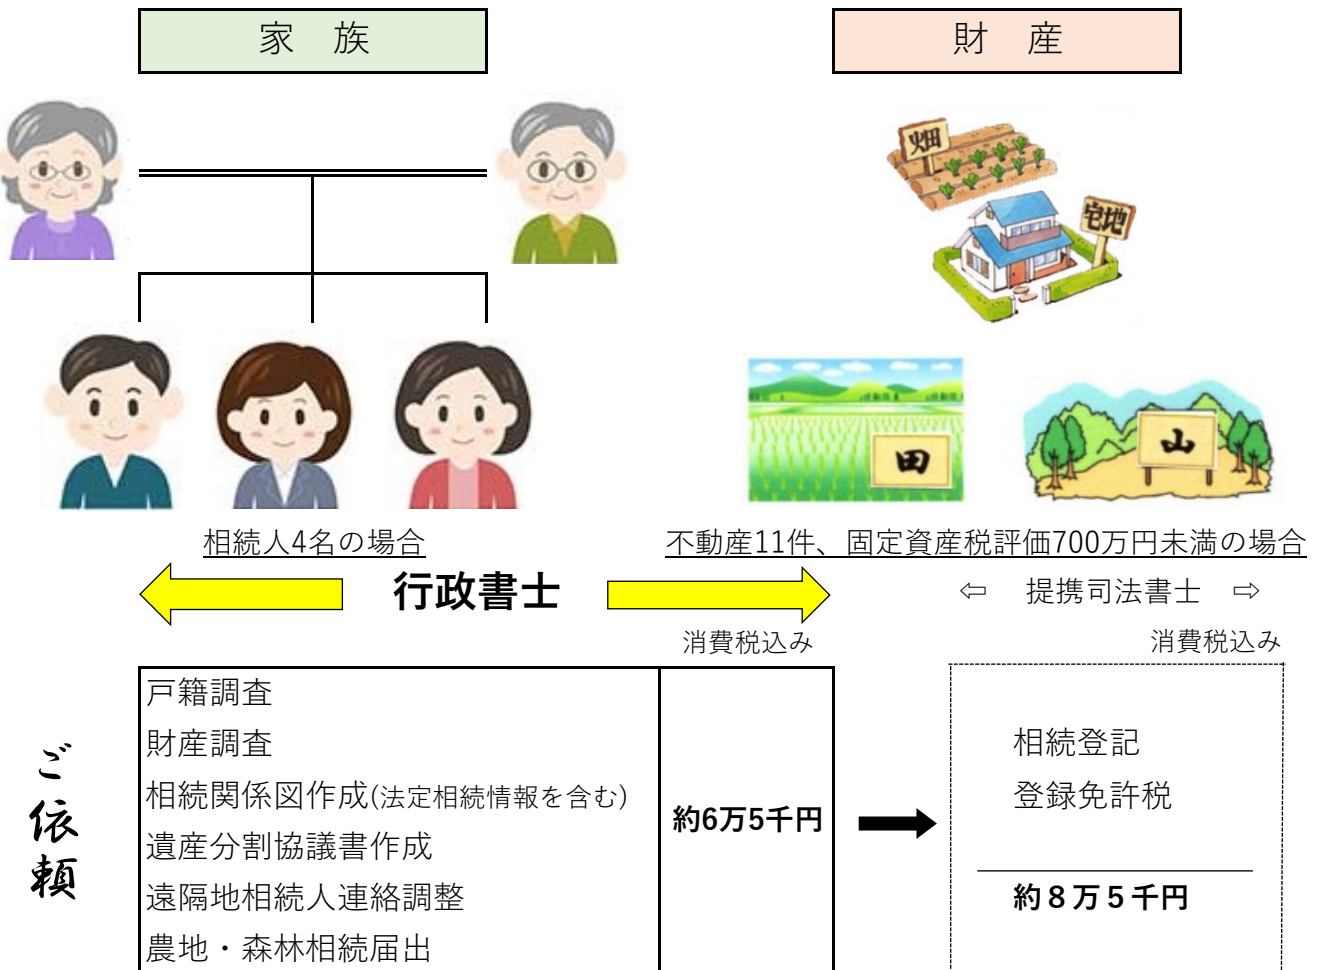 家　族
財　産
畑
宅地
田
山
相続人4名の場合
不動産11件、固定資産税評価700万円未満の場合
行政書士
⇦　提携司法書士　⇨
消費税込み
消費税込み
ご依頼
戸籍調査
財産調査
相続関係図作成(法定相続情報を含む)
遺産分割協議書作成
遠隔地相続人連絡調整
農地・森林相続届出
約6万5千円
相続登記
登録免許税
約８万５千円